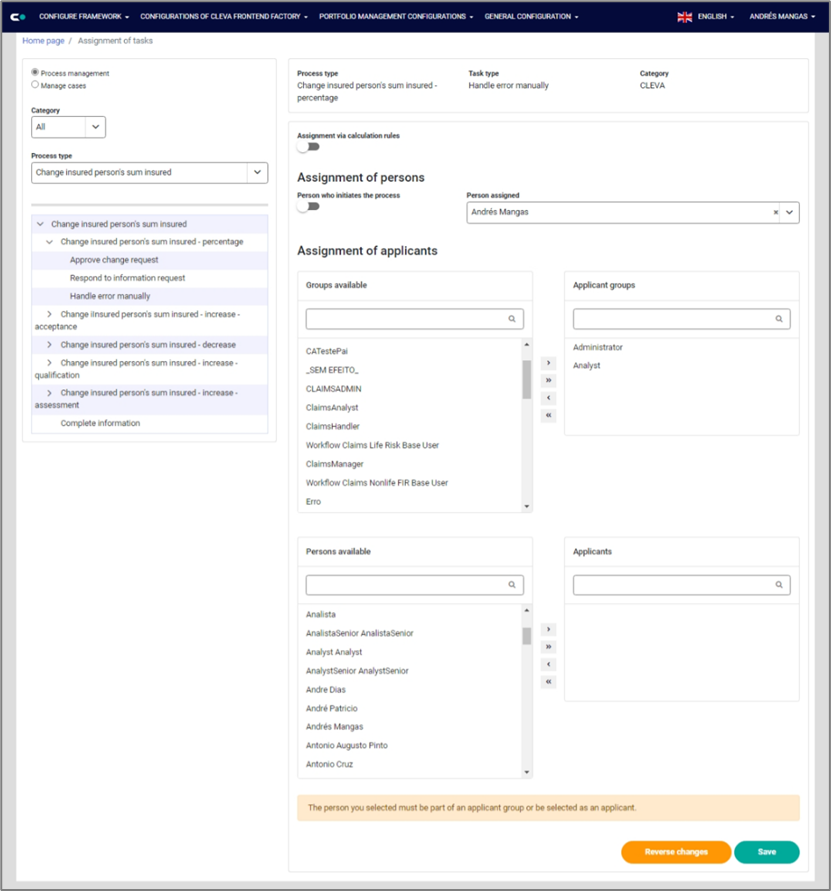 CONFIGURE FRAMEWORK
CONFIGURATIONS OF CLEVA FRONTEND FACTORY
PORTFOLIO MANAGEMENT CONFIGURATIONS
GENERAL CONFIGURATION
ENGLISH
ANDRÉS MANGAS
Home page / Assignment of tasks
Process management
Manage cases
Category
All
Process type
Change insured person's sum insured
Change insured person's sum insured
Change insured person's sum insured - percentage
Approve change request
Respond to information request
Handle error manually
Change iInsured person's sum insured - increase -
acceptance
Change insured person's sum insured - decrease
Change insured person's sum insured - increase -
qualification
Change insured person's sum insured - increase -
assessment
Complete information
Process type
Change insured person's sum insured -
percentage
Task type
Handle error manually
Category
CLEVA
Assignment via calculation rules
Assignment of persons
Person who initiates the process
Person assigned
Andrés Mangas
Assignment of applicants
Groups available
CATestePai
_SEM EFEITO_
CLAIMSADMIN
ClaimsAnalyst
ClaimsHandler
Workflow Claims Life Risk Base User
ClaimsManager
Workflow Claims Nonlife FIR Base User
Erro
Applicant groups
Administrator
Analyst
Persons available
Analista
AnalistaSenior AnalistaSenior
Analyst Analyst
AnalystSenior AnalystSenior
Andre Dias
André Patricio
Andrés Mangas
Antonio Augusto Pinto
Antonio Cruz
Applicants
The person you selected must be part of an applicant group or be selected as an applicant.
Reverse changes
Save